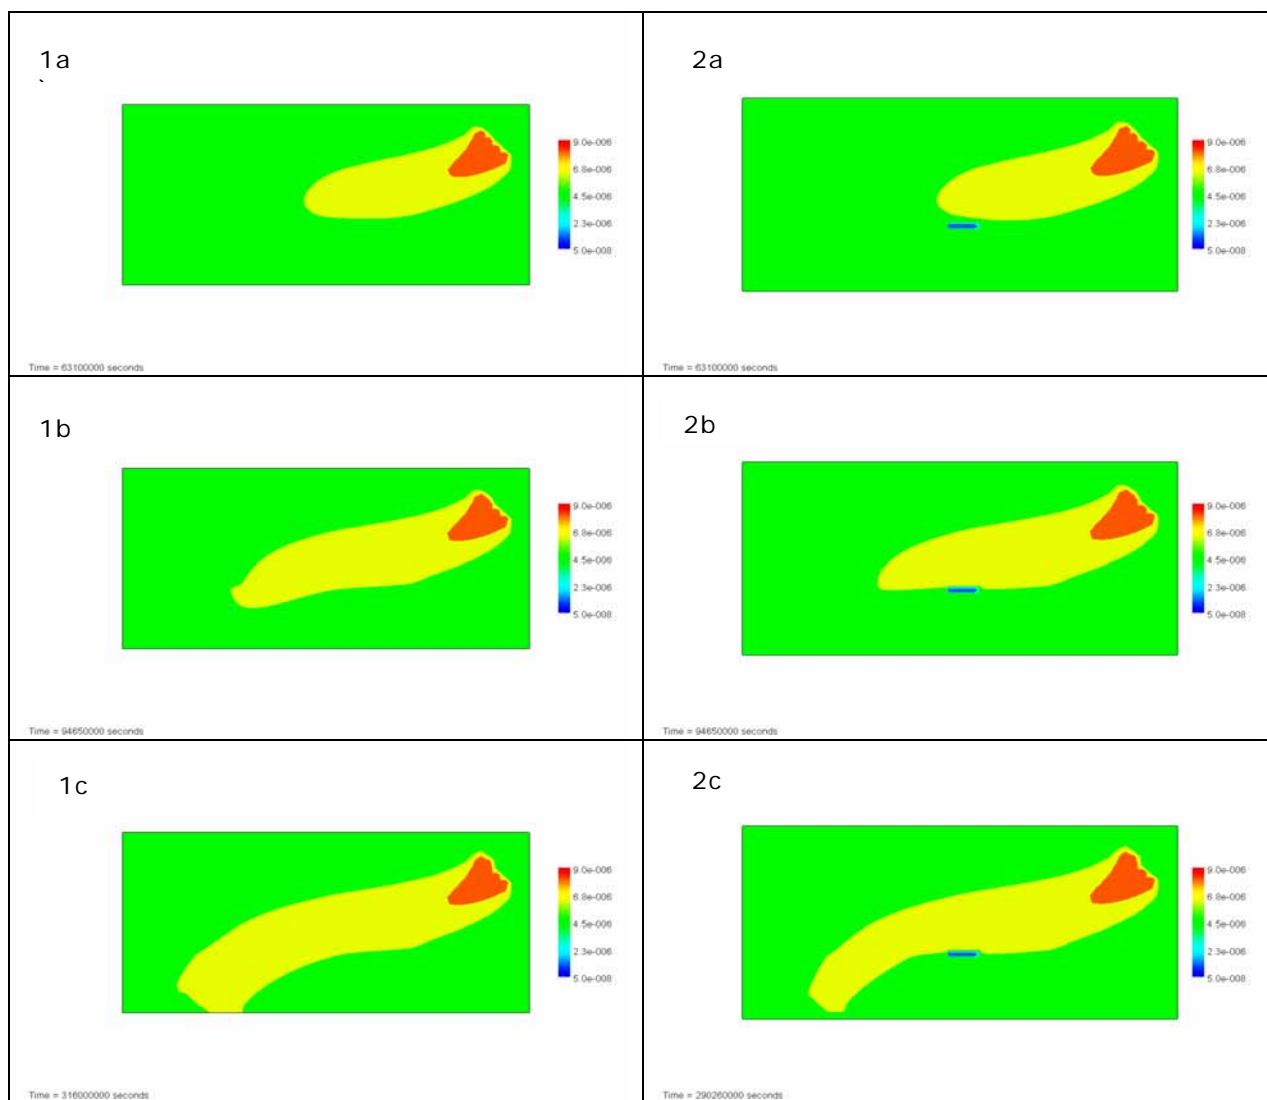 1a
`
9.0e-006
6.8e-006
4.5e-006
2.3e-006
5.0e-008
Time = 63100000 seconds
2a
9.0e-006
6.8e-006
4.5e-006
2.3e-006
5.0e-008
Time = 63100000 seconds
1b
9.0e-006
6.8e-006
4.5e-006
2.3e-006
5.0e-008
Time = 94650000 seconds
2b
9.0e-006
6.8e-006
4.5e-006
2.3e-006
5.0e-008
Time = 94650000 seconds
1c
9.0e-006
6.8e-006
4.5e-006
2.3e-006
5.0e-008
Time = 316000000 seconds
2c
9.0e-006
6.8e-006
4.5e-006
2.3e-006
5.0e-008
Time = 290260000 seconds